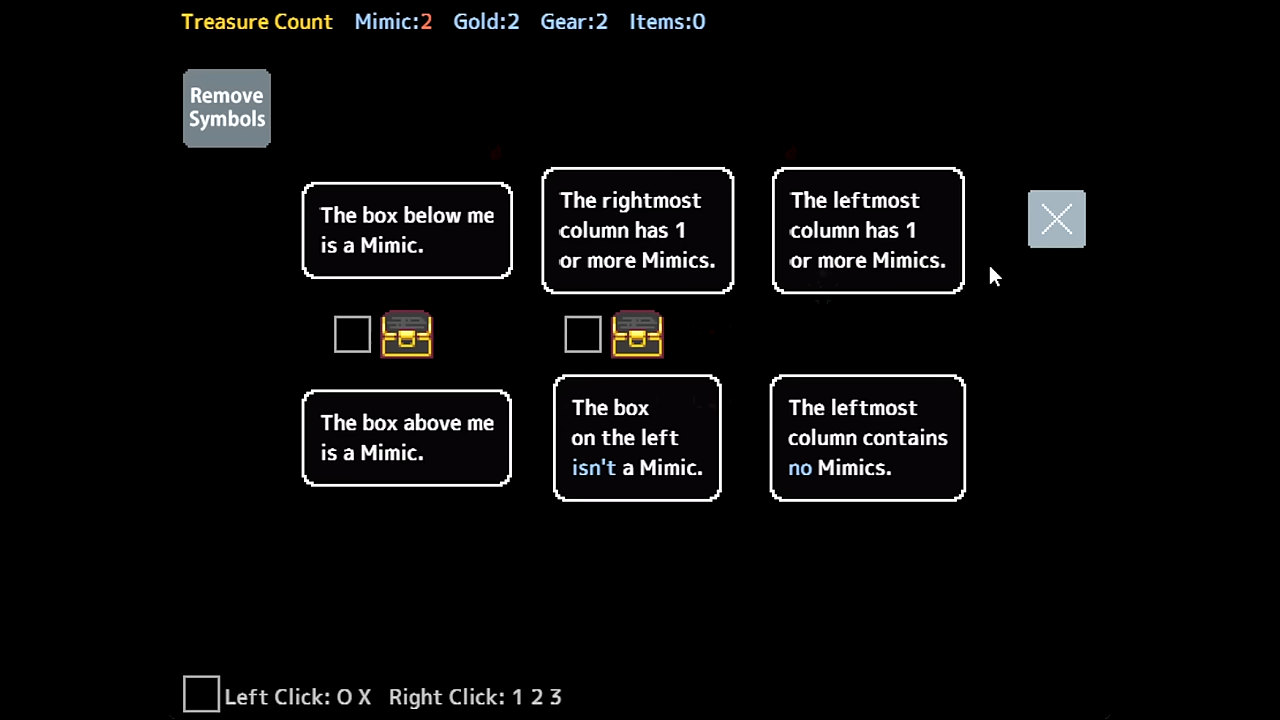 Treasure Count Mimic:2 Gold:2 Gear:2 Items:0
Remove
Symbols
The box below me
is a Mimic.
The rightmost
column has 1
or more Mimics.
The leftmost
column has 1
or more Mimics.
The box above me
is a Mimic.
The box
on the left
isn't a Mimic.
The leftmost
column contains
no Mimics.
Left Click: O X Right Click: 1 2 3